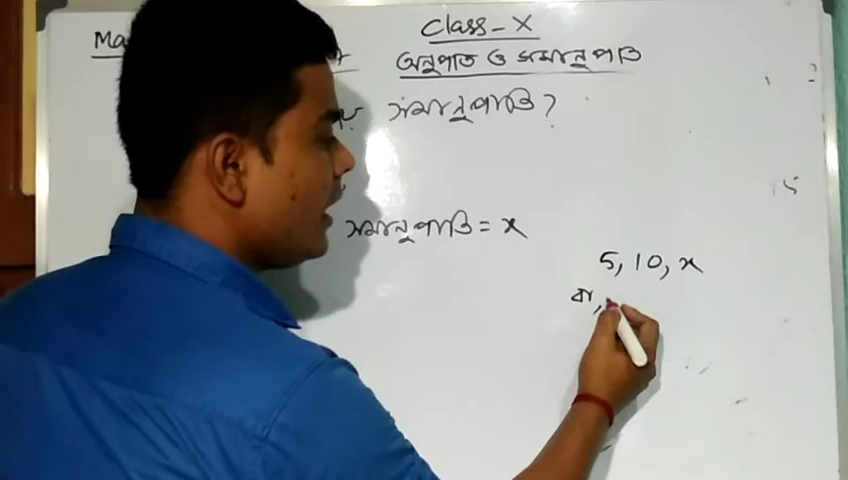 Class - X
অনুপাত ও সমানুপাত
সমানুপাতি?
সমানুপাতি = x
5, 10, x
বা,